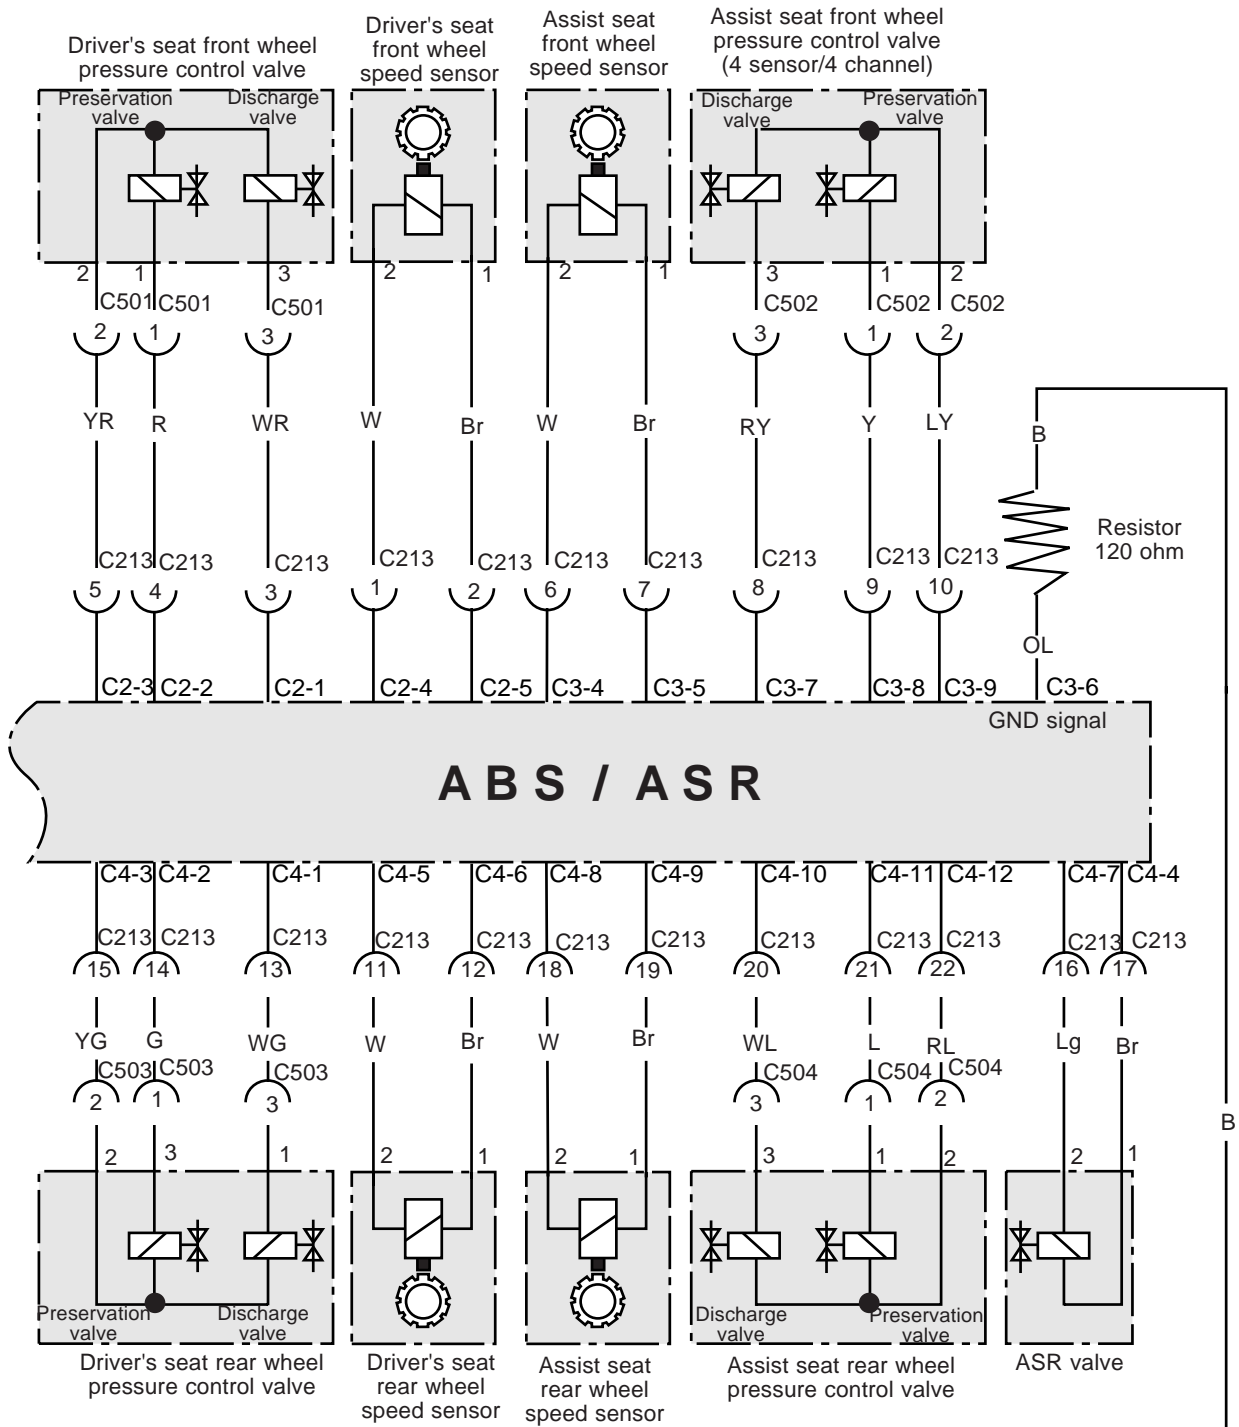 Driver's seat front wheel
pressure control valve
Driver's seat
front wheel
speed sensor
Assist seat
front wheel
speed sensor
Assist seat front wheel
pressure control valve
(4 sensor/4 channel)
Preservation
valve
Discharge
valve
Discharge
valve
Preservation
valve
2 1 3 2 1 2 1 3 1 2
C501 C501 C501 C502 C502 C502
2 1 3 3 1 2
YR R WR W Br W Br RY Y LY B
Resistor
120 ohm
C213 C213 C213 C213 C213 C213 C213 C213 C213 C213
5 4 3 1 2 6 7 8 9 10
OL
C2-3 C2-2 C2-1 C2-4 C2-5 C3-4 C3-5 C3-7 C3-8 C3-9 C3-6
GND signal
ABS / ASR
C4-3 C4-2 C4-1 C4-5 C4-6 C4-8 C4-9 C4-10 C4-11 C4-12 C4-7 C4-4
C213 C213 C213 C213 C213 C213 C213 C213 C213 C213 C213 C213
15 14 13 11 12 18 19 20 21 22 16 17
YG G WG W Br W Br WL L RL Lg Br
C503 C503 C503 C504 C504 C504
2 1 3 3 1 2
B
2 3 1 2 1 2 1 3 1 2 2 1
Preservation
valve
Discharge
valve
Discharge
valve
Preservation
valve
Driver's seat rear wheel
pressure control valve
Driver's seat
rear wheel
speed sensor
Assist seat
rear wheel
speed sensor
Assist seat rear wheel
pressure control valve
ASR valve